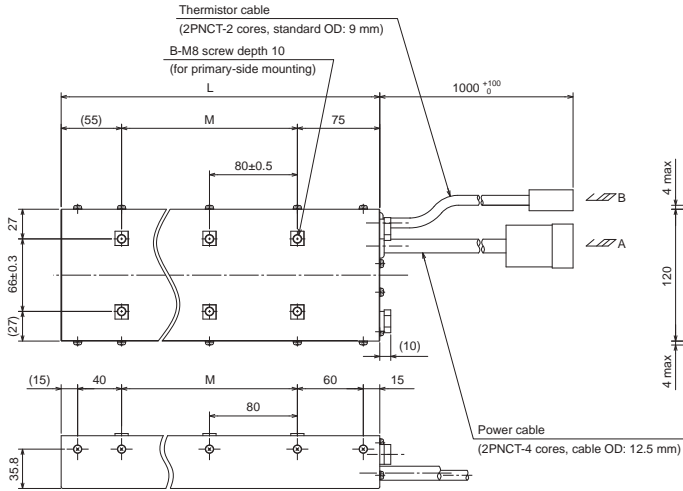 Thermistor cable
(2PNCT-2 cores, standard OD: 9 mm)
B-M8 screw depth 10
(for primary-side mounting)
L
1000 +100 0
(55)
M
75
80±0.5
4 max
B
27
A
66±0.3
120
(27)
(10)
4 max
(15)
40
M
60
15
80
Power cable
(2PNCT-4 cores, cable OD: 12.5 mm)
35.8